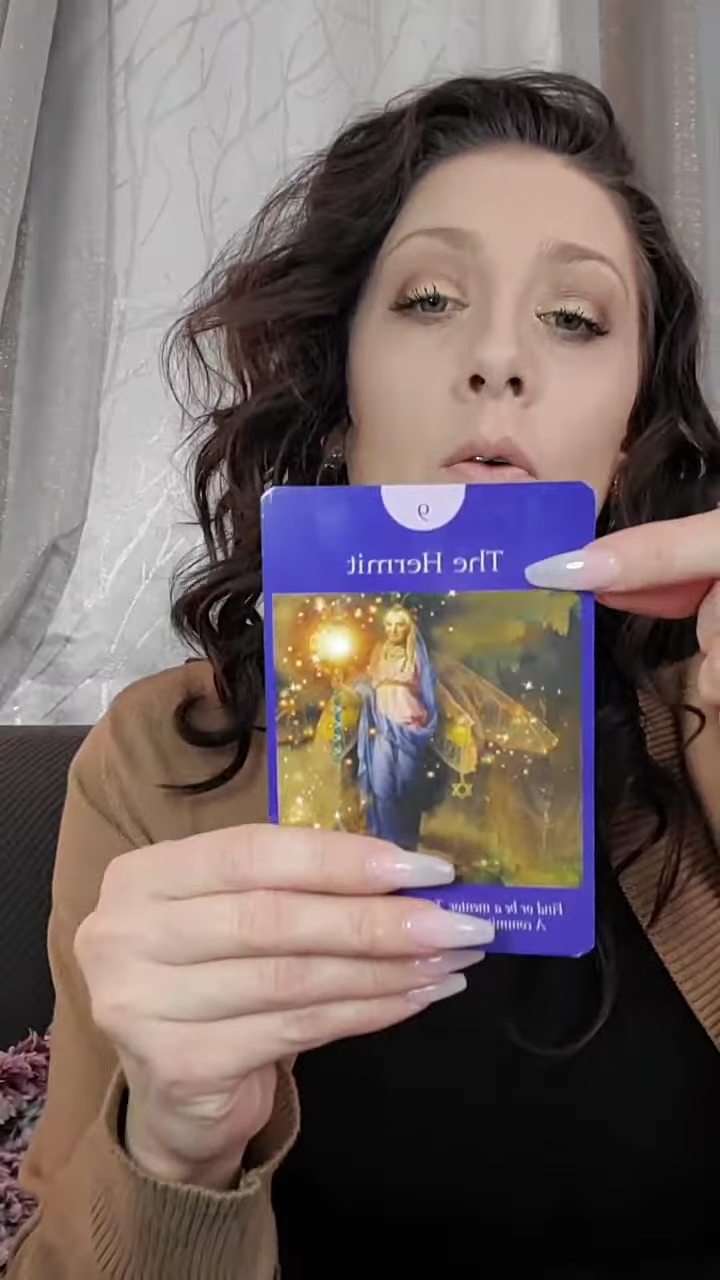 9
The Hermit
Find or be a mentor.
A